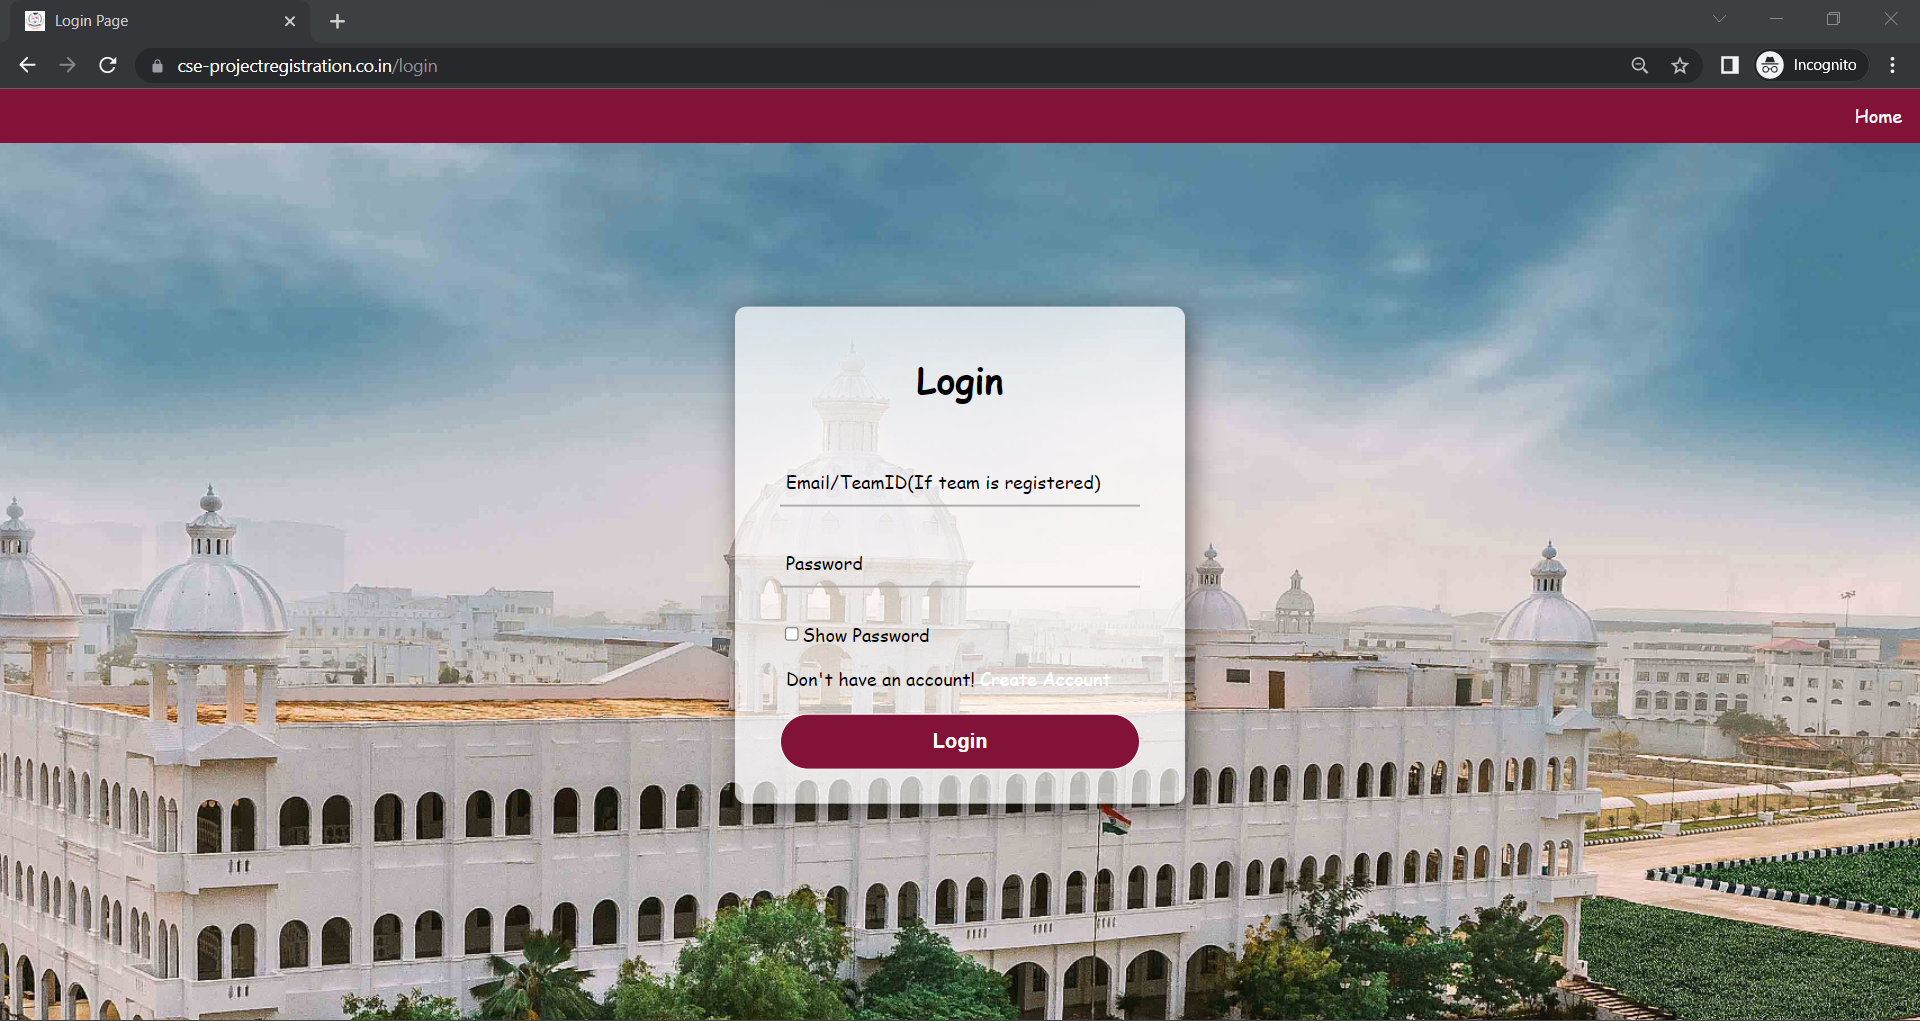 Login Page
cse-projectregistration.co.in/login
Incognito
Home
Login
Email/TeamID(If team is registered)
Password
Show Password
Don't have an account! Create Account
Login